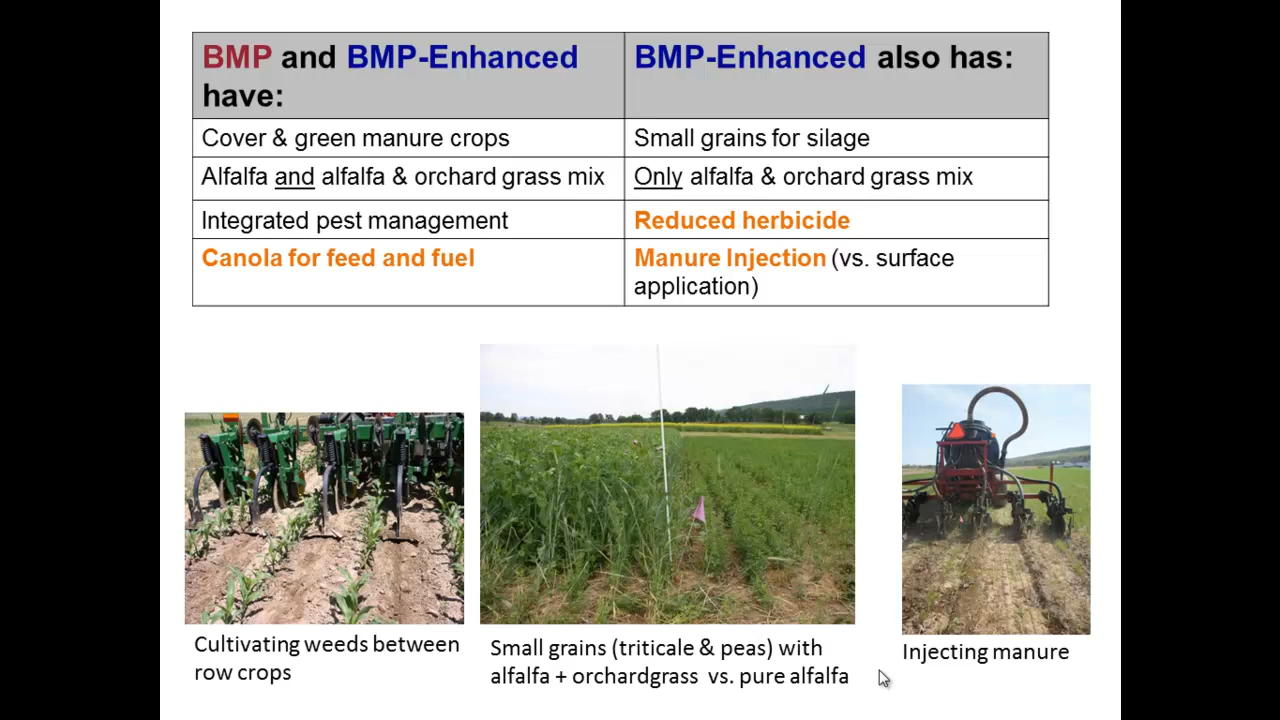 BMP and BMP-Enhanced
have:
BMP-Enhanced also has:
Cover & green manure crops
Small grains for silage
Alfalfa and alfalfa & orchard grass mix
Only alfalfa & orchard grass mix
Integrated pest management
Reduced herbicide
Canola for feed and fuel
Manure Injection (vs. surface
application)
Cultivating weeds between
row crops
Small grains (triticale & peas) with
alfalfa + orchardgrass vs. pure alfalfa
Injecting manure